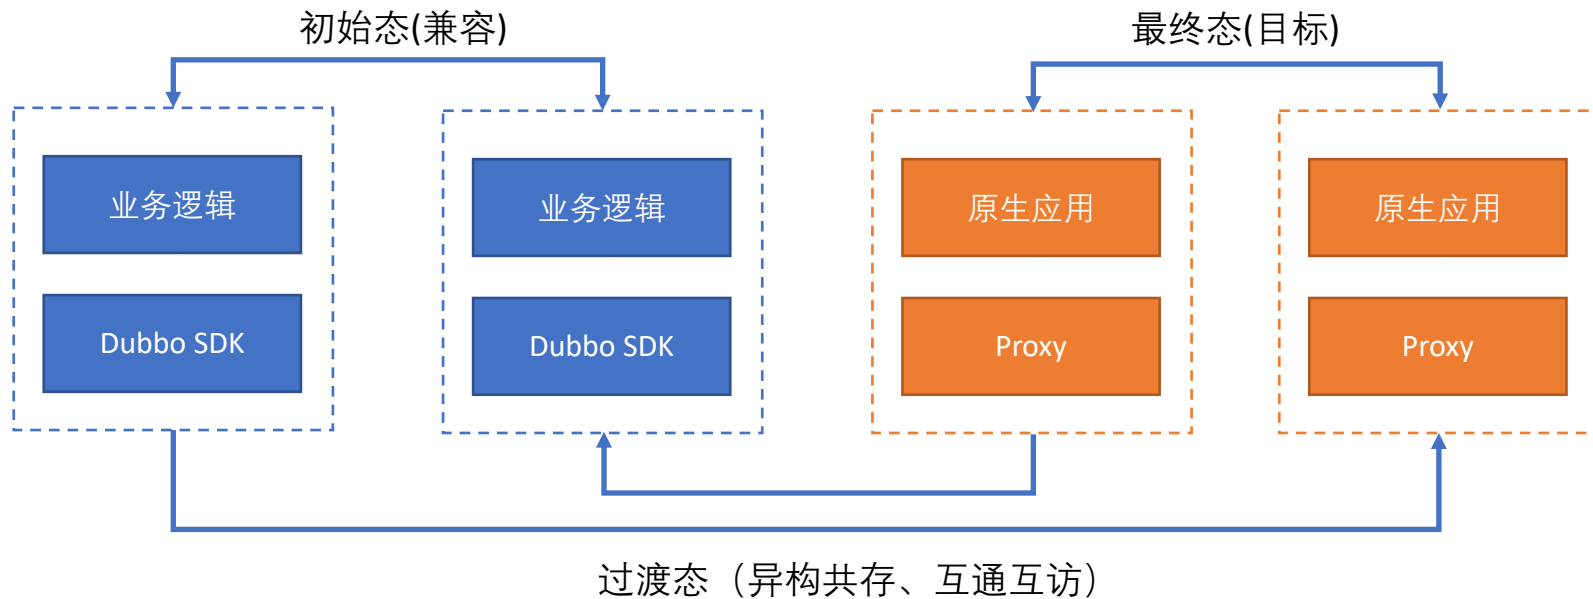 初始态(兼容)
最终态(目标)
业务逻辑
业务逻辑
原生应用
原生应用
Dubbo SDK
Dubbo SDK
Proxy
Proxy
过渡态（异构共存、互通互访）